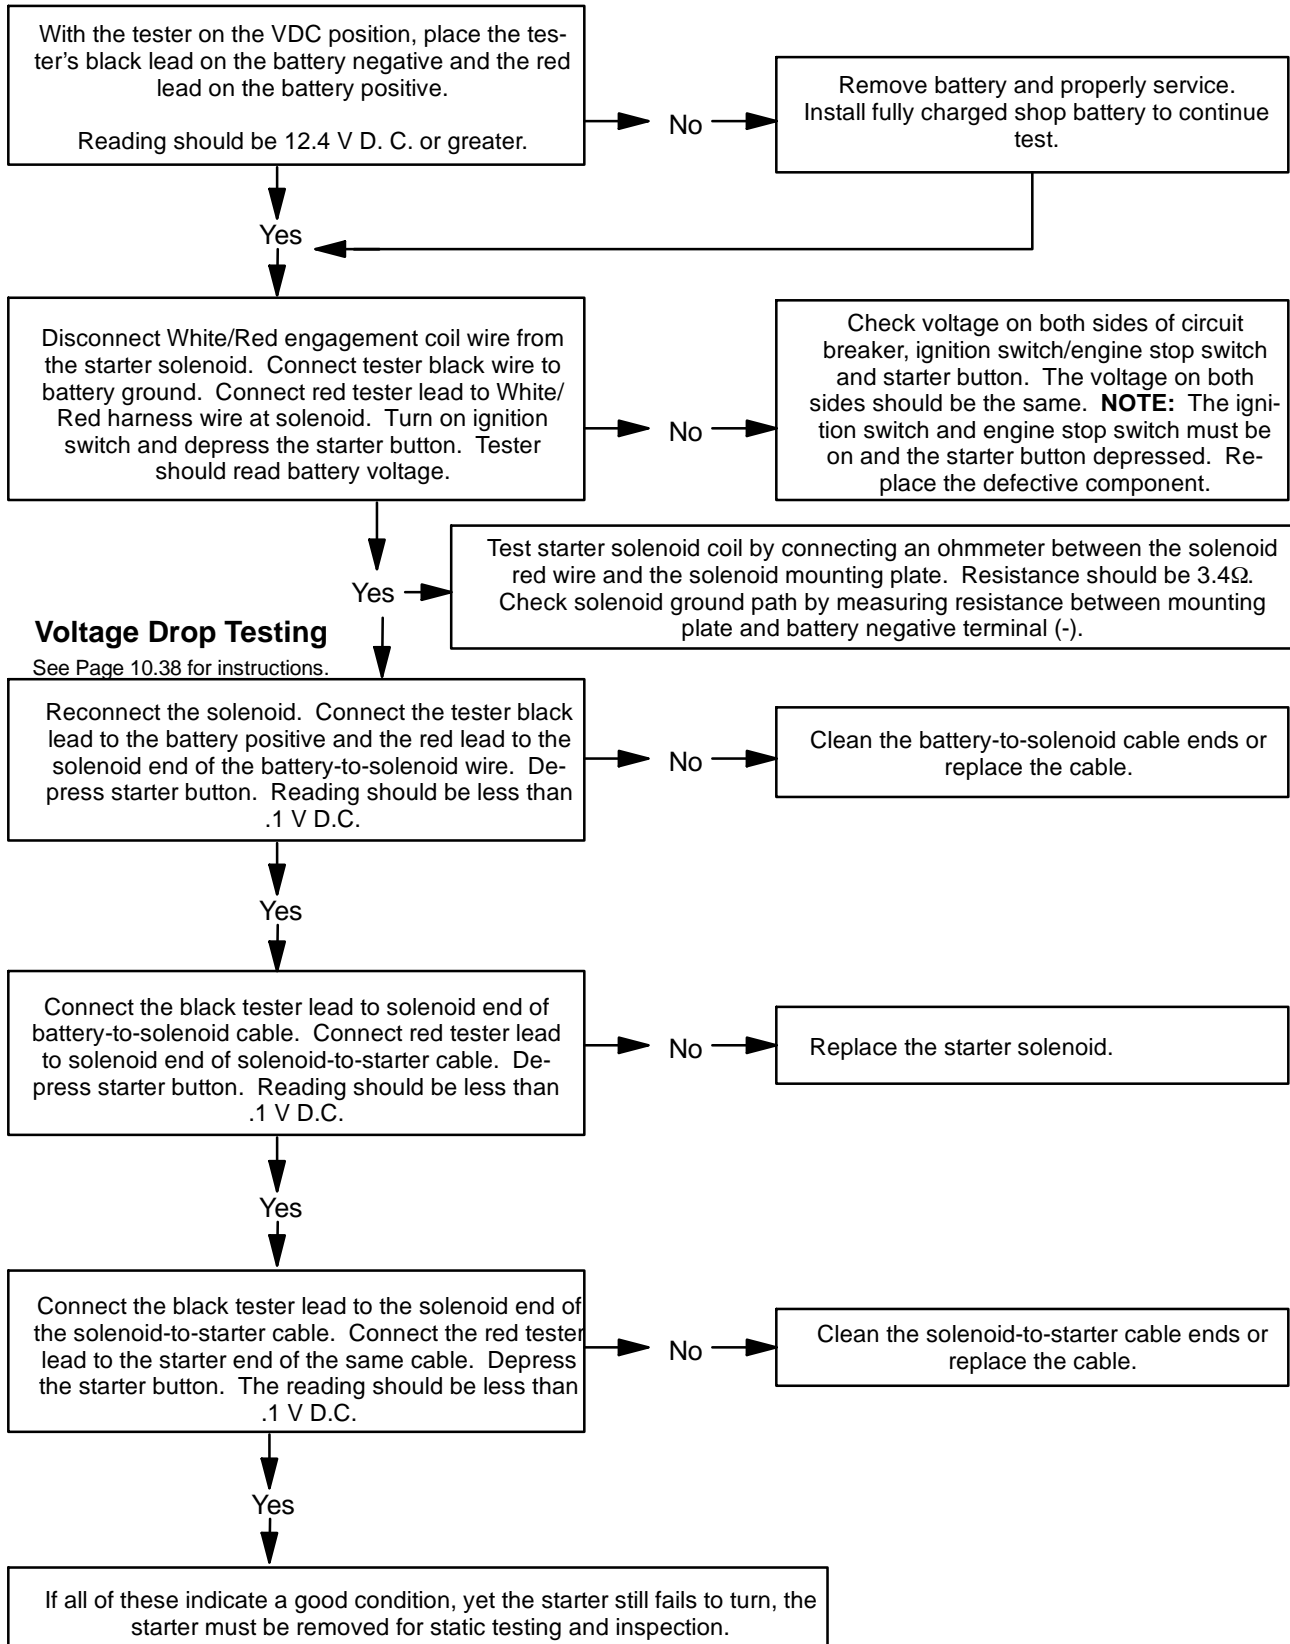 With the tester on the VDC position, place the tes-
ter's black lead on the battery negative and the red
lead on the battery positive.
Reading should be 12.4 V D. C. or greater.
No
Remove battery and properly service.
Install fully charged shop battery to continue
test.
Yes
Disconnect White/Red engagement coil wire from
the starter solenoid. Connect tester black wire to
battery ground. Connect red tester lead to White/
Red harness wire at solenoid. Turn on ignition
switch and depress the starter button. Tester
should read battery voltage.
No
Check voltage on both sides of circuit
breaker, ignition switch/engine stop switch
and starter button. The voltage on both
sides should be the same. NOTE: The igni-
tion switch and engine stop switch must be
on and the starter button depressed. Re-
place the defective component.
Yes
Test starter solenoid coil by connecting an ohmmeter between the solenoid
red wire and the solenoid mounting plate. Resistance should be 3.4Ω.
Check solenoid ground path by measuring resistance between mounting
plate and battery negative terminal (-).
Voltage Drop Testing
See Page 10.38 for instructions.
Reconnect the solenoid. Connect the tester black
lead to the battery positive and the red lead to the
solenoid end of the battery-to-solenoid wire. De-
press starter button. Reading should be less than
.1 V D.C.
No
Clean the battery-to-solenoid cable ends or
replace the cable.
Yes
Connect the black tester lead to solenoid end of
battery-to-solenoid cable. Connect red tester lead
to solenoid end of solenoid-to-starter cable. De-
press starter button. Reading should be less than
.1 V D.C.
No
Replace the starter solenoid.
Yes
Connect the black tester lead to the solenoid end of
the solenoid-to-starter cable. Connect the red tester
lead to the starter end of the same cable. Depress
the starter button. The reading should be less than
.1 V D.C.
No
Clean the solenoid-to-starter cable ends or
replace the cable.
Yes
If all of these indicate a good condition, yet the starter still fails to turn, the
starter must be removed for static testing and inspection.